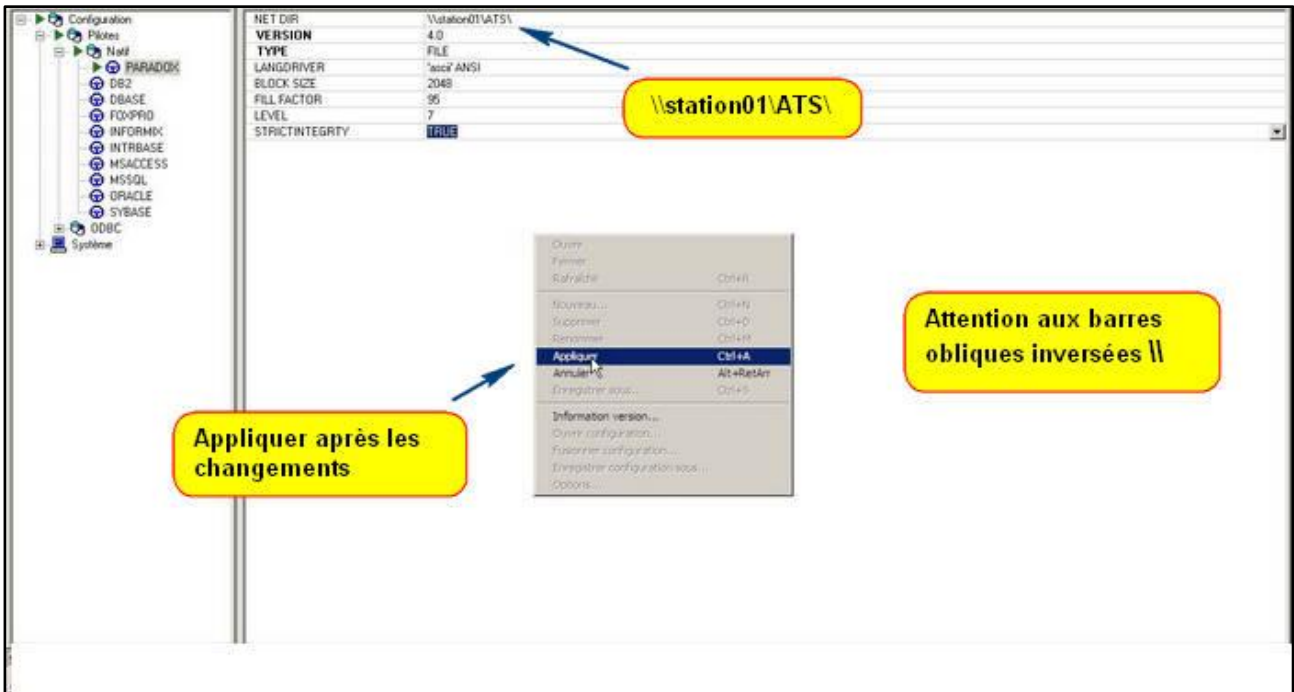 Configuration
Pilotes
Natif
PARADOX
DB2
DBASE
FOXPRO
INFORMIX
INTRBASE
MSACCESS
MSSQL
ORACLE
SYBASE
ODBC
Système
NET DIR \\station01\ATS\
VERSION 4.0
TYPE FILE
LANGDRIVER 'ascii' ANSI
BLOCK SIZE 2048
FILL FACTOR 95
LEVEL 7
STRICTINTEGRTY TRUE
\\station01\ATS\
Ouvrir
Fermer
Rafraîchir Ctrl+R
Nouveau... Ctrl+N
Supprimer Ctrl+D
Renommer Ctrl+M
Appliquer Ctrl+A
Annuler Alt+RetArr
Enregistrer sous... Ctrl+S
Information version...
Ouvrir configuration...
Fusionner configuration...
Enregistrer configuration sous...
Options...
Attention aux barres
obliques inversées \\
Appliquer après les
changements